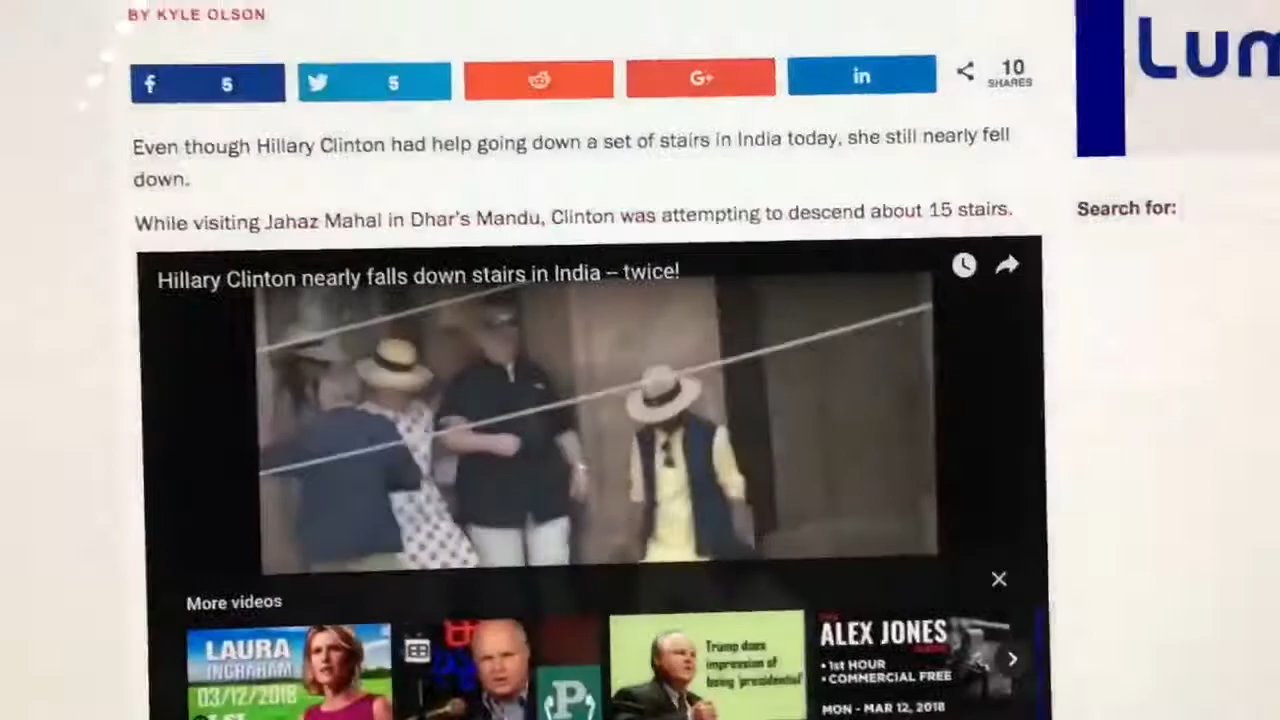 BY KYLE OLSON
f 5
5
G+
in
10
SHARES
Lum
Even though Hillary Clinton had help going down a set of stairs in India today, she still nearly fell
down.
While visiting Jahaz Mahal in Dhar's Mandu, Clinton was attempting to descend about 15 stairs.
Search for:
Hillary Clinton nearly falls down stairs in India – twice!
More videos
LAURA
INGRAHAM
03/12/2018
P
Trump does
impression of
being 'presidential'
ALEX JONES
• 1st HOUR
• COMMERCIAL FREE
MON - MAR 12, 2018